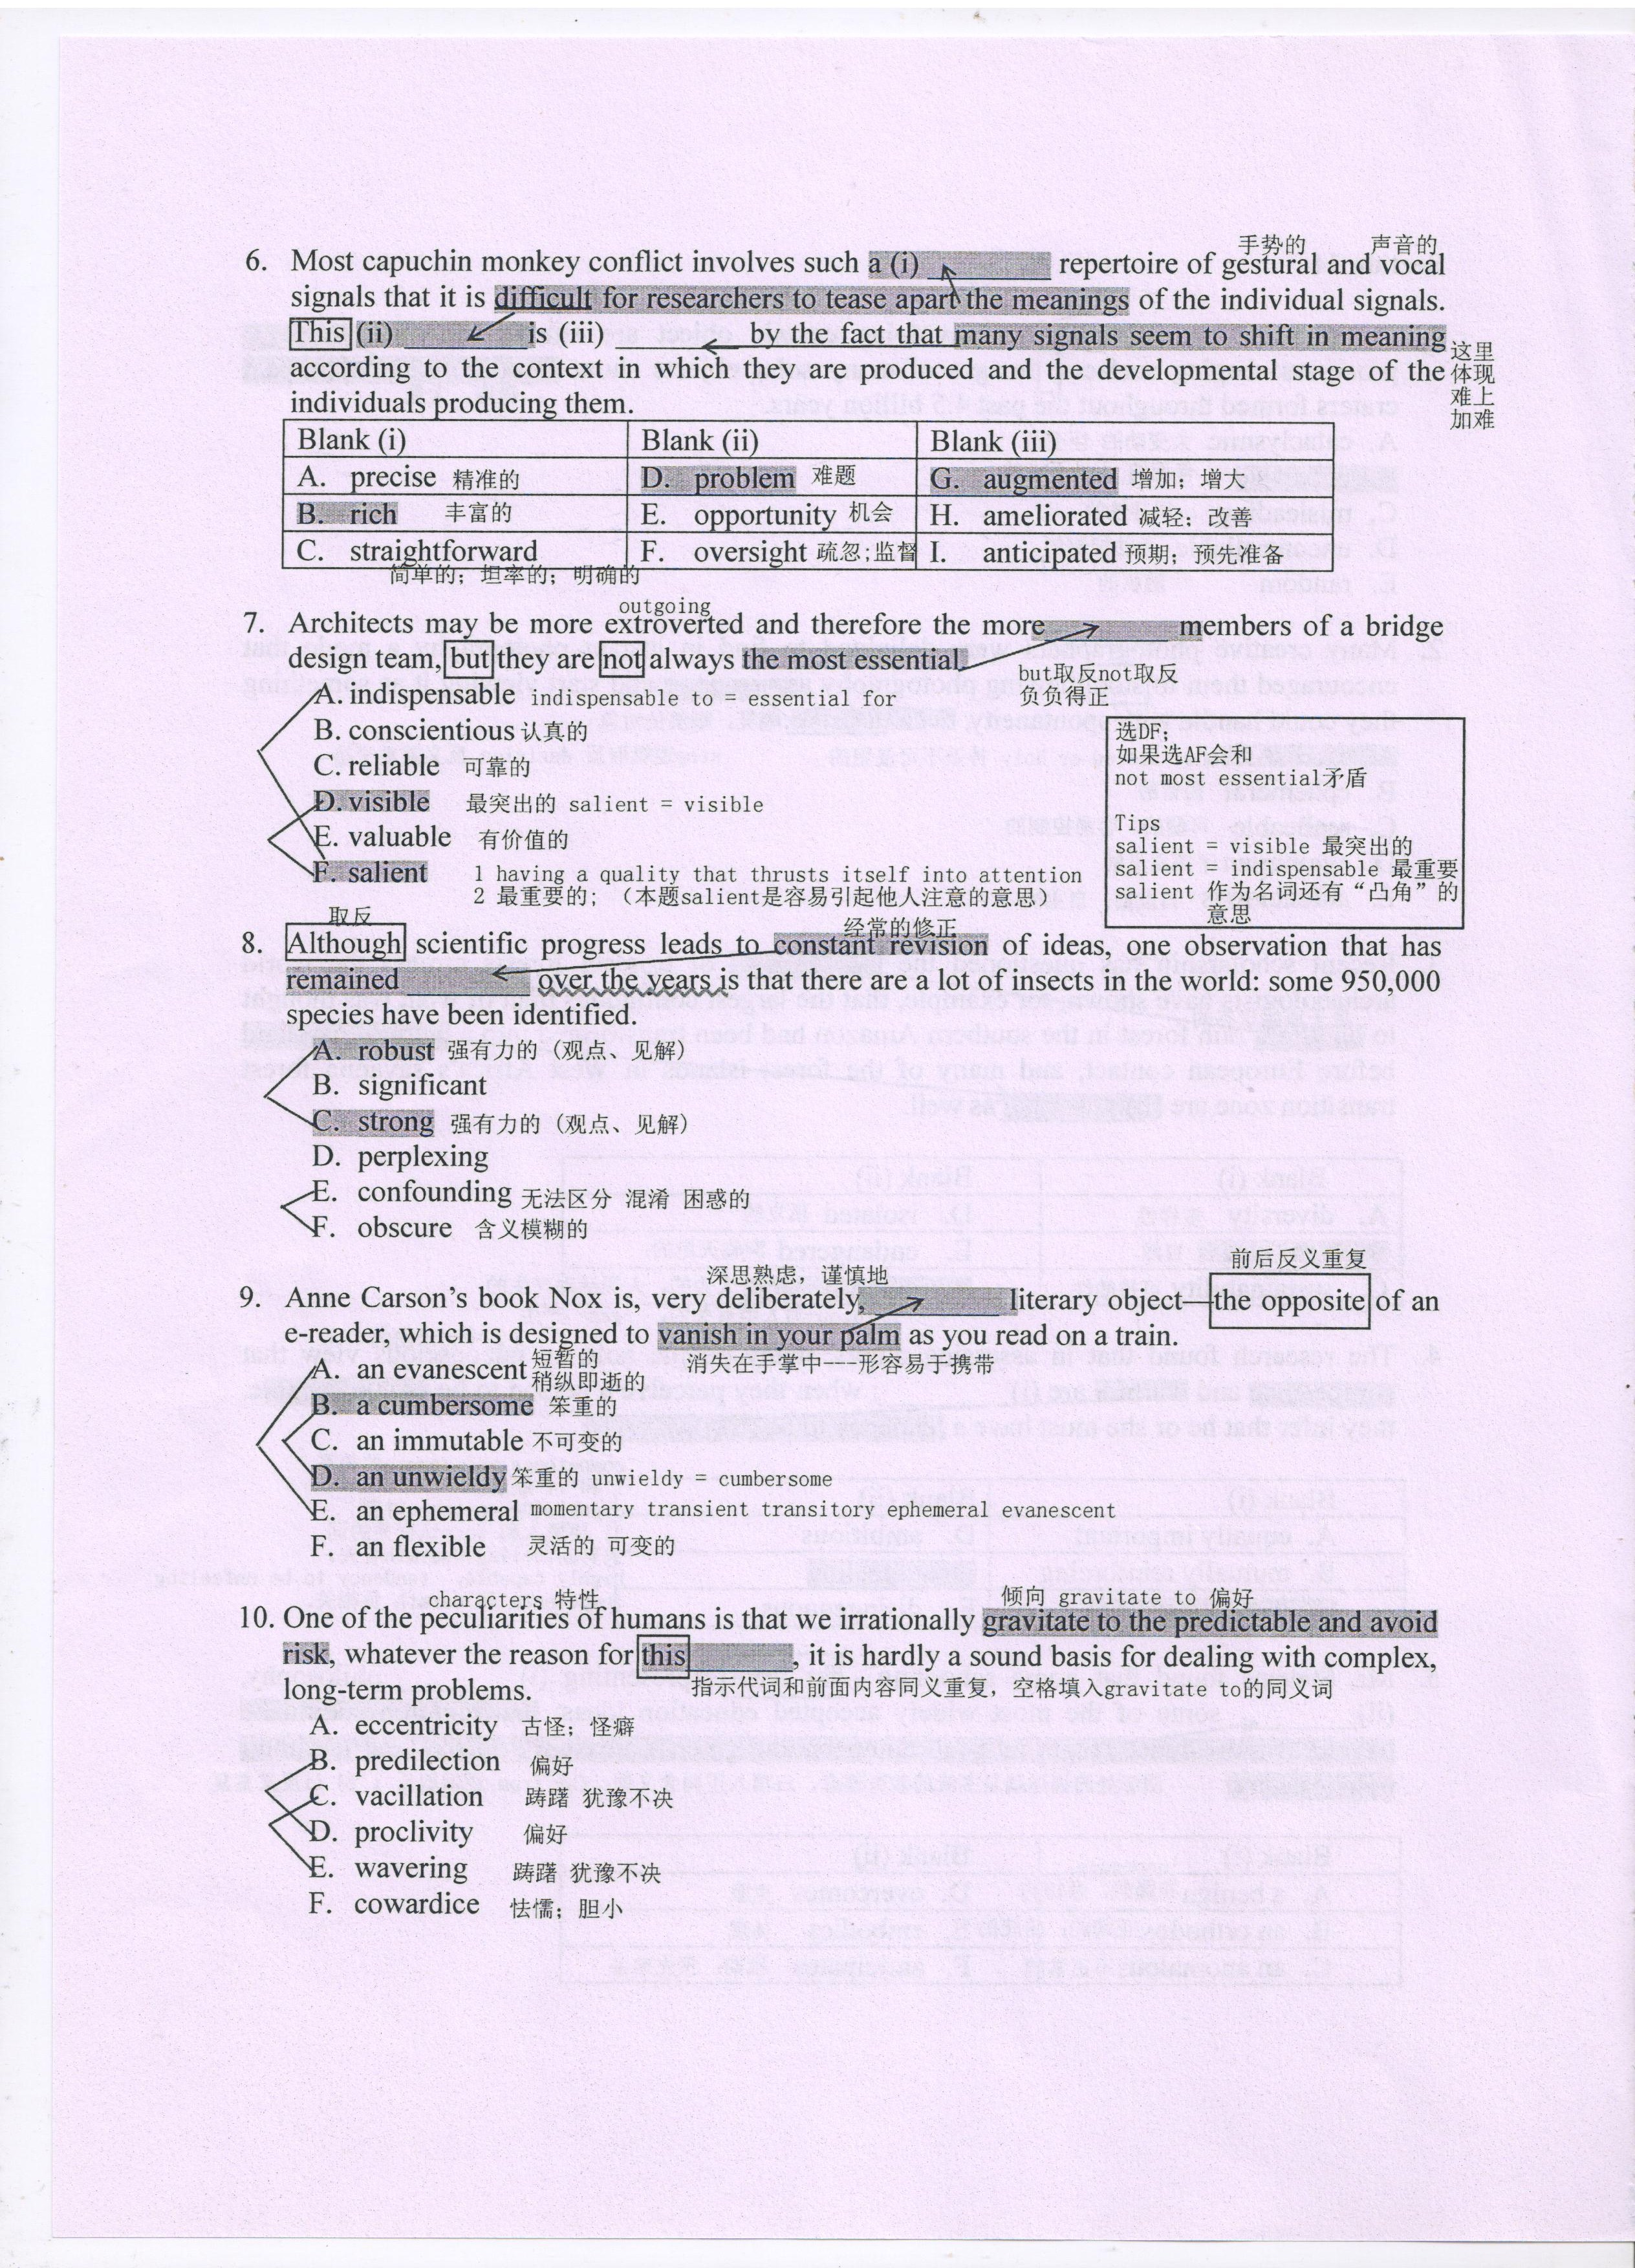 手势的 声音的
6. Most capuchin monkey conflict involves such a (i) ________ repertoire of gestural and vocal
signals that it is difficult for researchers to tease apart the meanings of the individual signals.
This (ii) ________ is (iii) ________ by the fact that many signals seem to shift in meaning
according to the context in which they are produced and the developmental stage of the
individuals producing them.
这里
体现
难上
加难
Blank (i) Blank (ii) Blank (iii)
A. precise 精准的 D. problem 难题 G. augmented 增加；增大
B. rich 丰富的 E. opportunity 机会 H. ameliorated 减轻；改善
C. straightforward F. oversight 疏忽;监督 I. anticipated 预期；预先准备
简单的；坦率的；明确的
outgoing
7. Architects may be more extroverted and therefore the more ________ members of a bridge
design team, but they are not always the most essential.
but取反not取反
负负得正
A. indispensable indispensable to = essential for
B. conscientious 认真的
C. reliable 可靠的
D. visible 最突出的 salient = visible
E. valuable 有价值的
F. salient 1 having a quality that thrusts itself into attention
2 最重要的；（本题salient是容易引起他人注意的意思）
选DF；
如果选AF会和
not most essential矛盾
Tips
salient = visible 最突出的
salient = indispensable 最重要
salient 作为名词还有“凸角”的
意思
取反
经常的修正
8. Although scientific progress leads to constant revision of ideas, one observation that has
remained ________ over the years is that there are a lot of insects in the world: some 950,000
species have been identified.
A. robust 强有力的（观点、见解）
B. significant
C. strong 强有力的（观点、见解）
D. perplexing
E. confounding 无法区分 混淆 困惑的
F. obscure 含义模糊的
前后反义重复
深思熟虑，谨慎地
9. Anne Carson’s book Nox is, very deliberately, ________ literary object—the opposite of an
e-reader, which is designed to vanish in your palm as you read on a train.
消失在手掌中---形容易于携带
A. an evanescent 短暂的
稍纵即逝的
B. a cumbersome 笨重的
C. an immutable 不可变的
D. an unwieldy 笨重的 unwieldy = cumbersome
E. an ephemeral momentary transient transitory ephemeral evanescent
F. an flexible 灵活的 可变的
characters 特性 倾向 gravitate to 偏好
10. One of the peculiarities of humans is that we irrationally gravitate to the predictable and avoid
risk, whatever the reason for this ________, it is hardly a sound basis for dealing with complex,
long-term problems.
指示代词和前面内容同义重复，空格填入gravitate to的同义词
A. eccentricity 古怪；怪癖
B. predilection 偏好
C. vacillation 踌躇 犹豫不决
D. proclivity 偏好
E. wavering 踌躇 犹豫不决
F. cowardice 怯懦；胆小